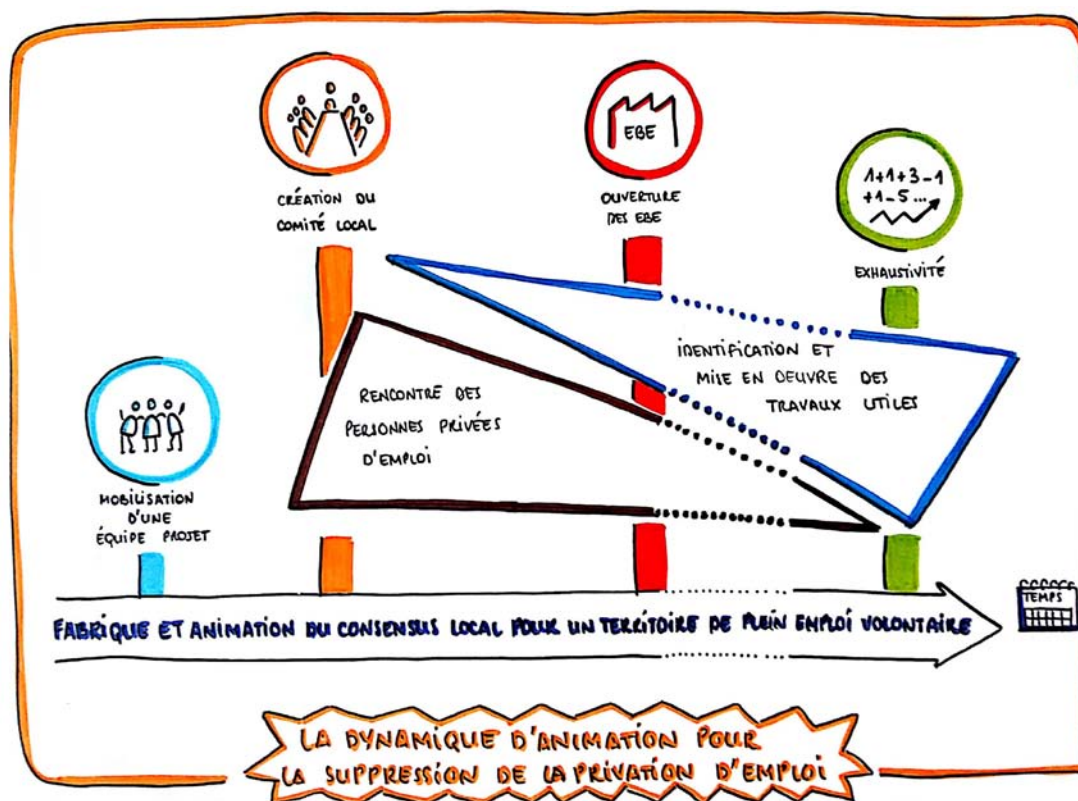 CRÉATION DU
COMITÉ LOCAL
EBE
OUVERTURE
DES EBE
1+1+3-1
+1-5...
EXHAUSTIVITÉ
MOBILISATION
D'UNE
ÉQUIPE PROJET
RENCONTRE DES
PERSONNES PRIVÉES
D'EMPLOI
IDENTIFICATION ET
MISE EN OEUVRE DES
TRAVAUX UTILES
FABRIQUE ET ANIMATION DU CONSENSUS LOCAL POUR UN TERRITOIRE DE PLEIN EMPLOI VOLONTAIRE
TEMPS
LA DYNAMIQUE D'ANIMATION POUR
LA SUPPRESSION DE LA PRIVATION D'EMPLOI